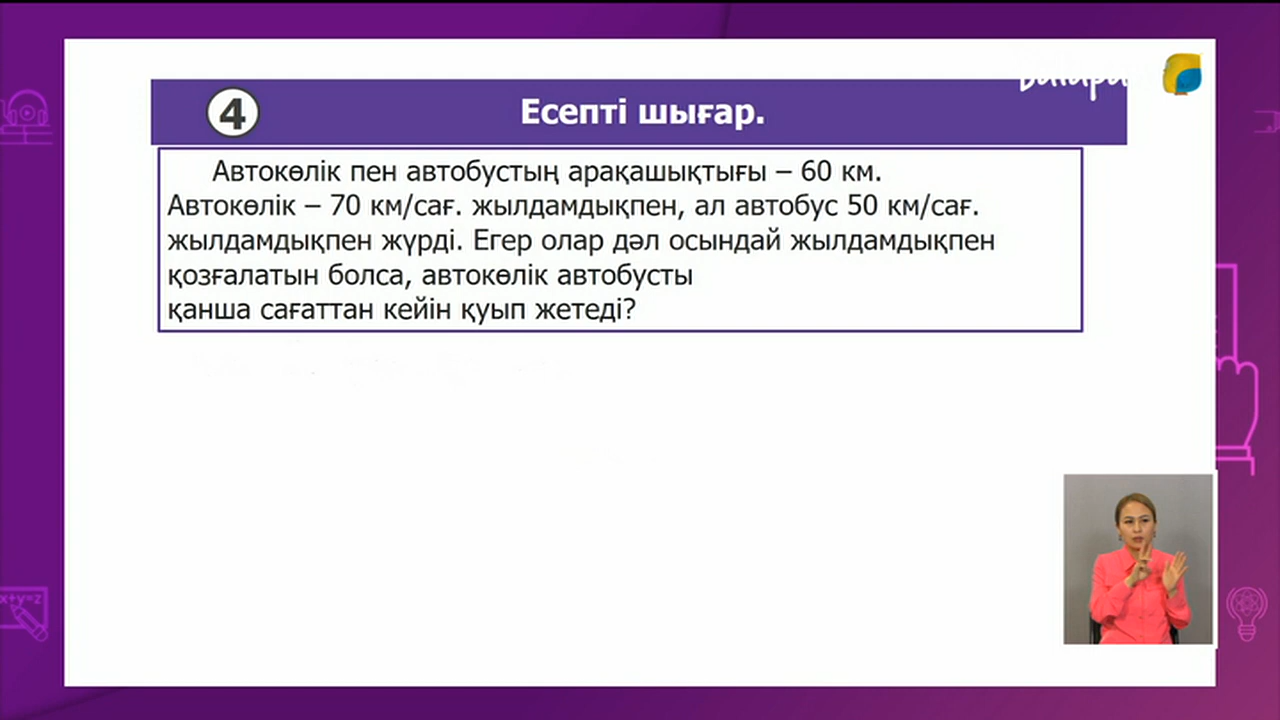 Balapan
4
Есепті шығар.
Автокөлік пен автобустың арақашықтығы – 60 км.
Автокөлік – 70 км/сағ. жылдамдықпен, ал автобус 50 км/сағ.
жылдамдықпен жүрді. Егер олар дәл осындай жылдамдықпен
қозғалатын болса, автокөлік автобусты
қанша сағаттан кейін қуып жетеді?
x+y=z